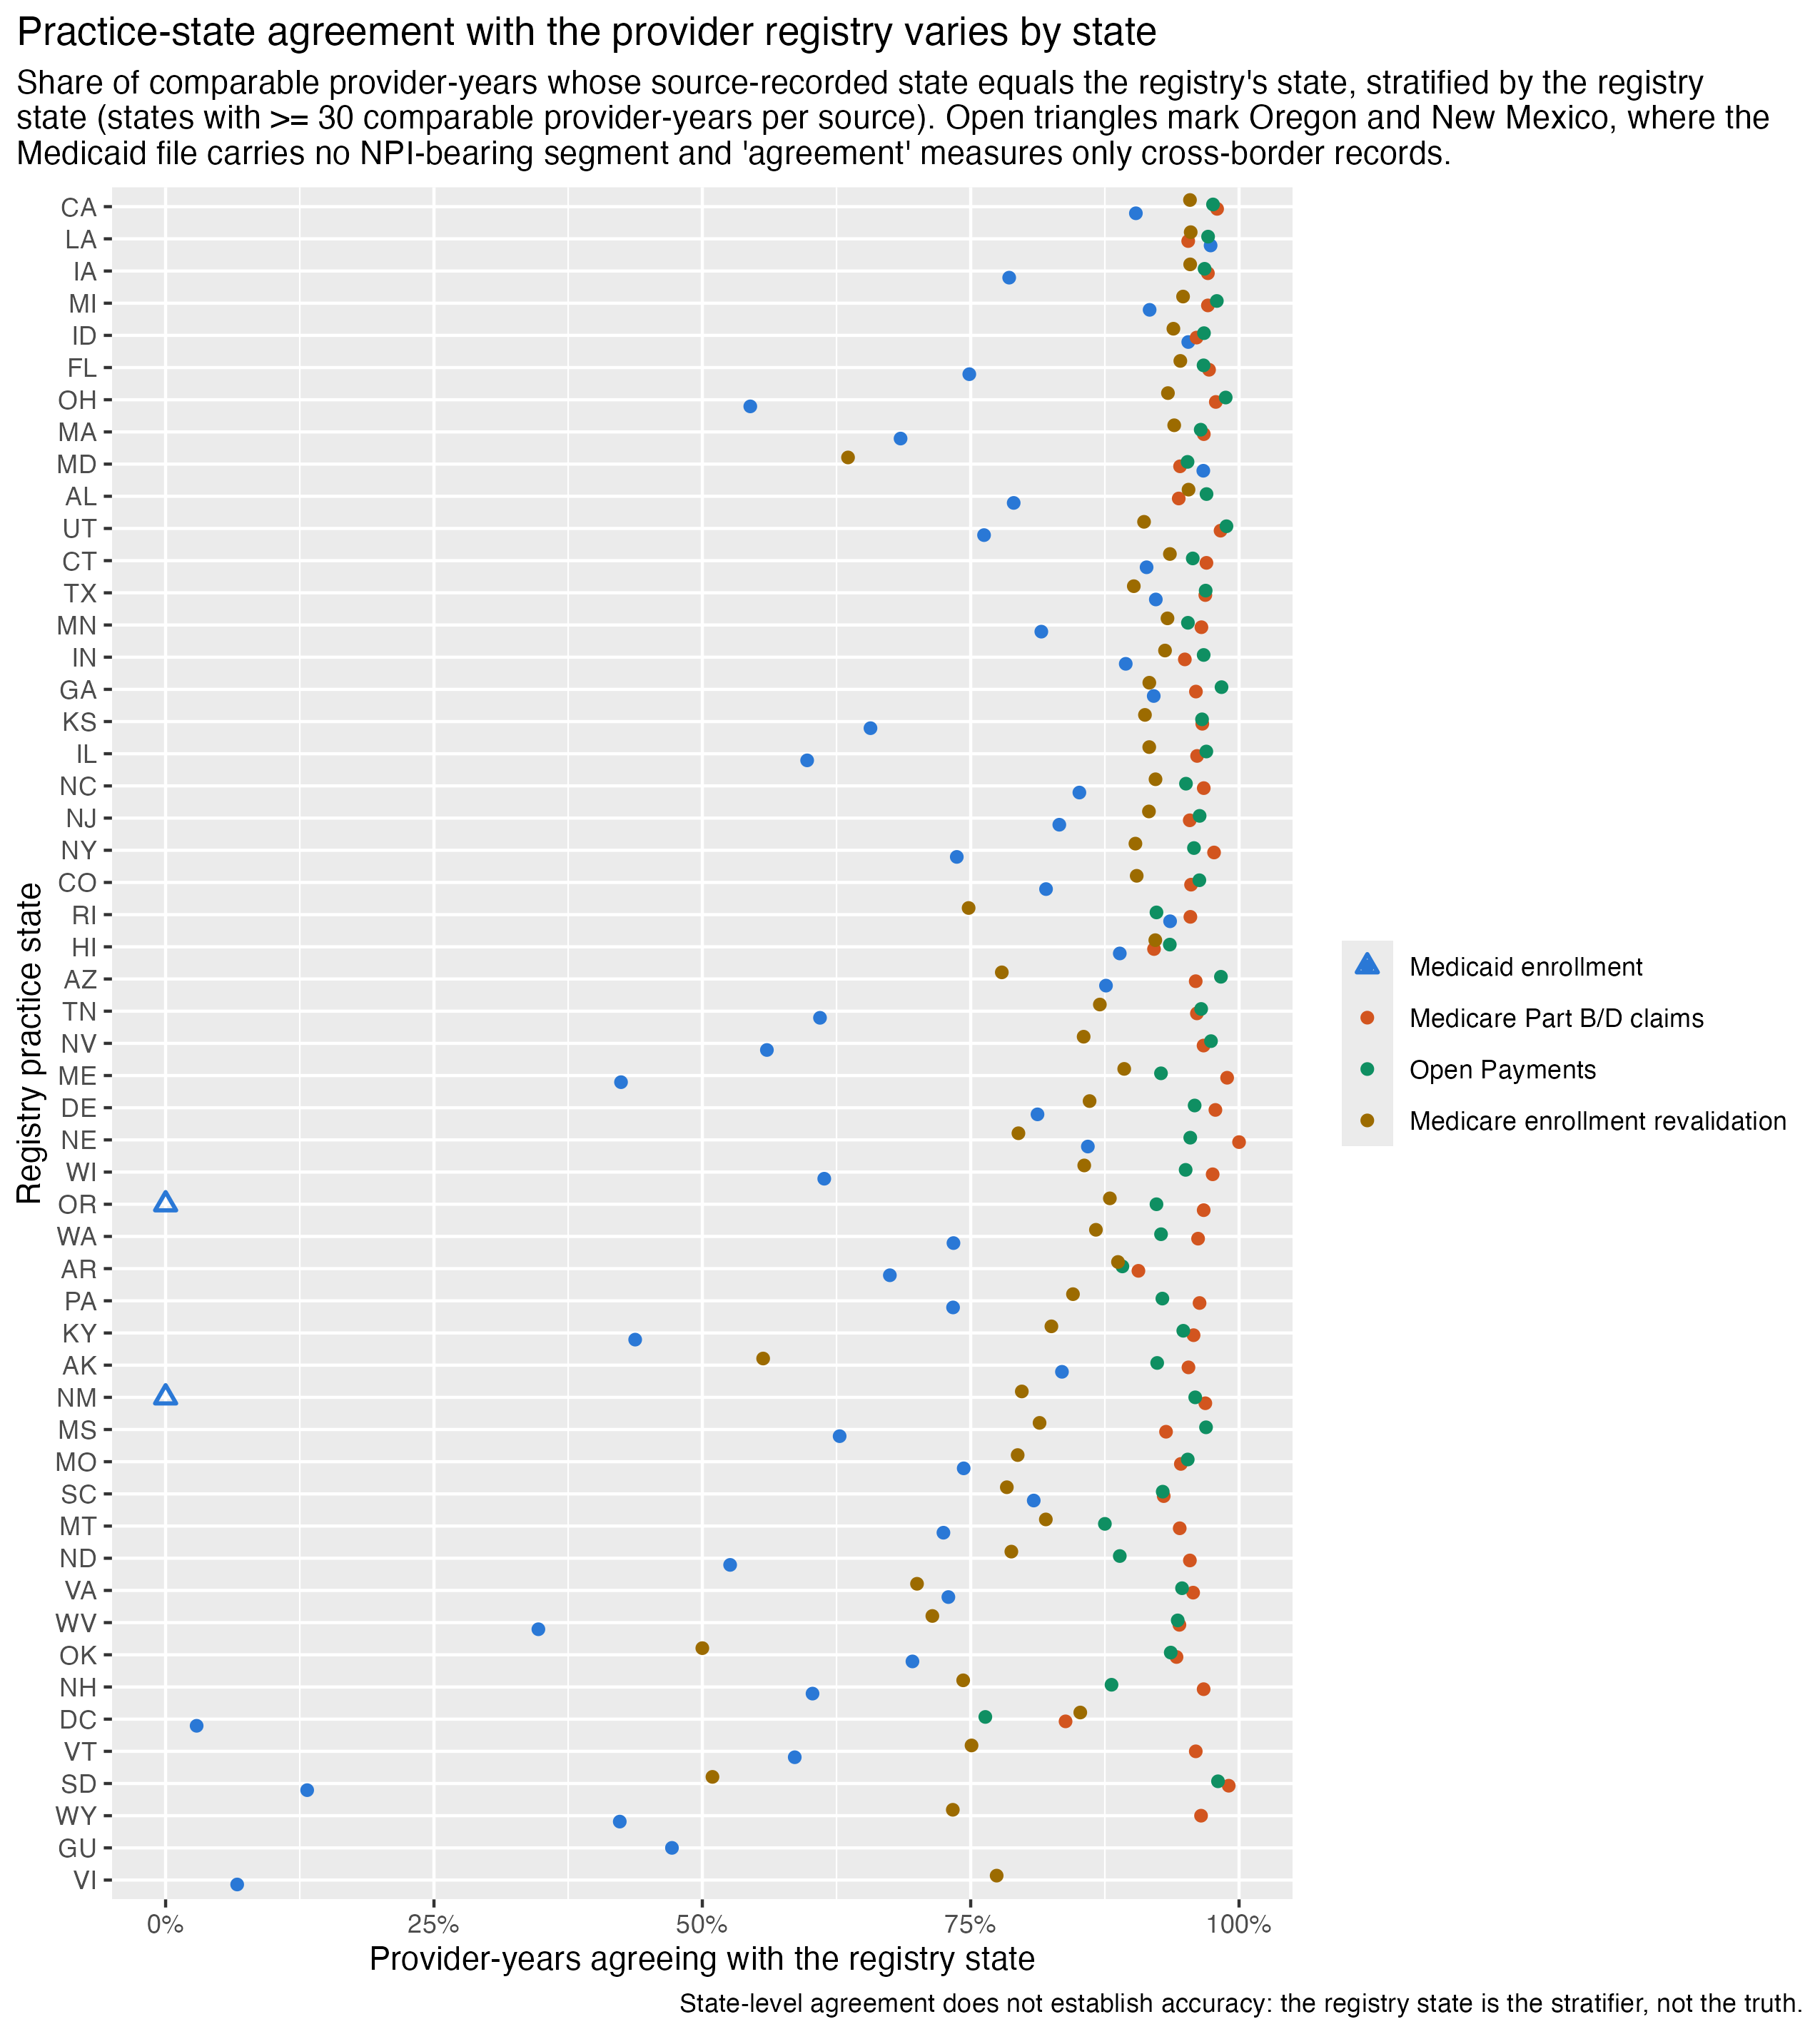 Practice-state agreement with the provider registry varies by state
Share of comparable provider-years whose source-recorded state equals the registry's state, stratified by the registry
state (states with >= 30 comparable provider-years per source). Open triangles mark Oregon and New Mexico, where the
Medicaid file carries no NPI-bearing segment and 'agreement' measures only cross-border records.
Registry practice state
CA
LA
IA
MI
ID
FL
OH
MA
MD
AL
UT
CT
TX
MN
IN
GA
KS
IL
NC
NJ
NY
CO
RI
HI
AZ
TN
NV
ME
DE
NE
WI
OR
WA
AR
PA
KY
AK
NM
MS
MO
SC
MT
ND
VA
WV
OK
NH
DC
VT
SD
WY
GU
VI
0% 25% 50% 75% 100%
Provider-years agreeing with the registry state
Medicaid enrollment
Medicare Part B/D claims
Open Payments
Medicare enrollment revalidation
State-level agreement does not establish accuracy: the registry state is the stratifier, not the truth.